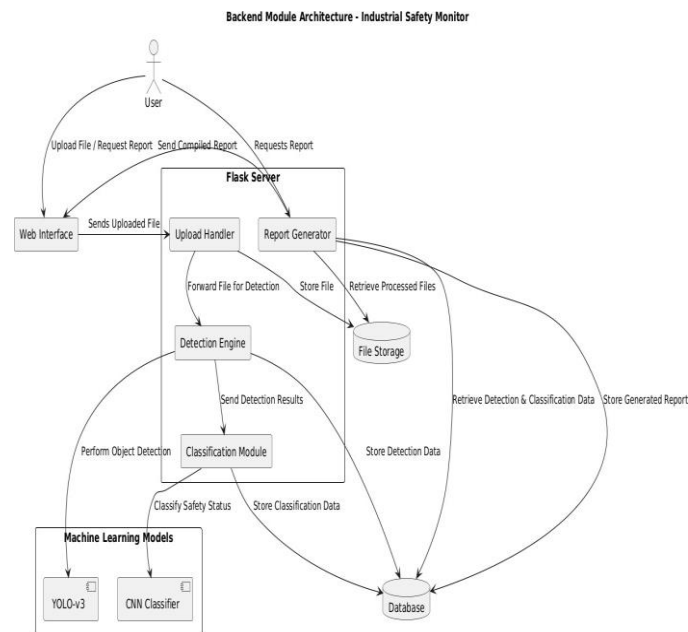 Backend Module Architecture - Industrial Safety Monitor
User
Upload File / Request Report
Send Compiled Report
Requests Report
Flask Server
Web Interface
Sends Uploaded File
Upload Handler
Report Generator
Forward File for Detection
Store File
Retrieve Processed Files
Detection Engine
File Storage
Send Detection Results
Retrieve Detection & Classification Data
Store Generated Report
Perform Object Detection
Classification Module
Store Detection Data
Classify Safety Status
Store Classification Data
Machine Learning Models
YOLO-v3
CNN Classifier
Database